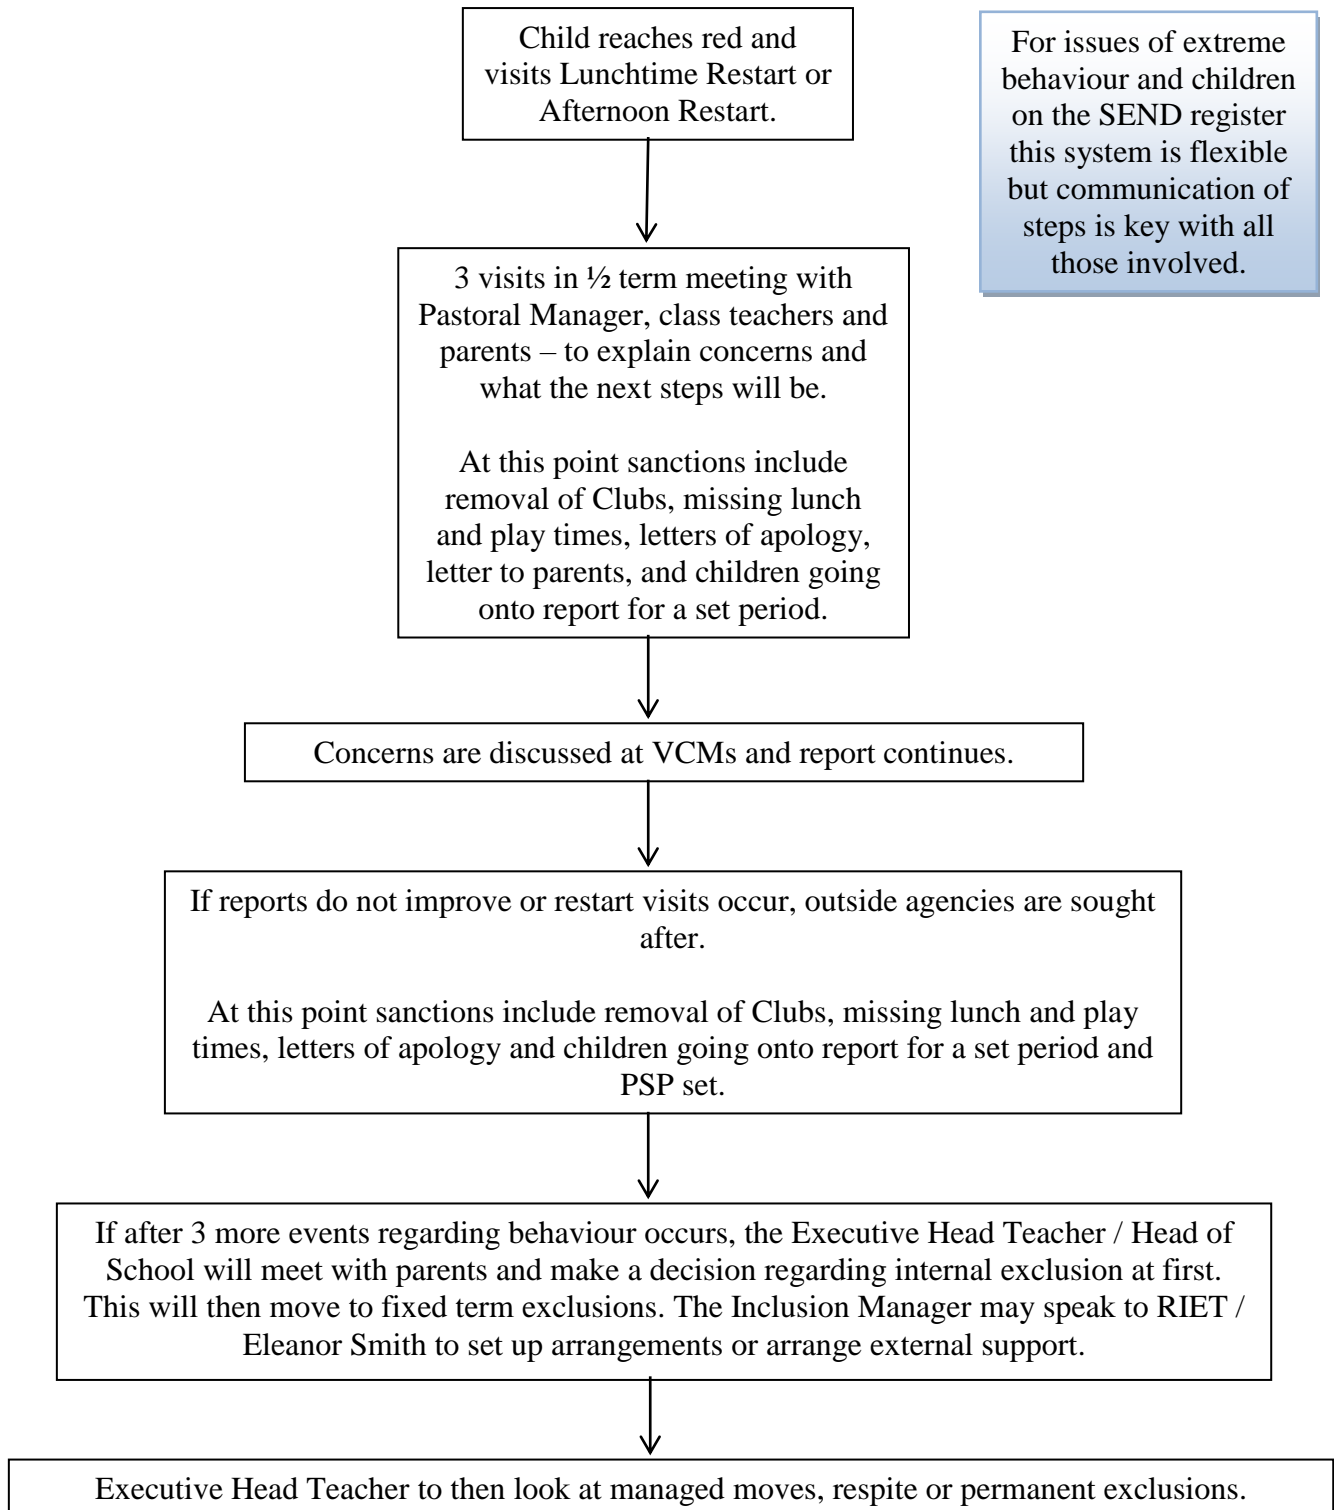 Child reaches red and
visits Lunchtime Restart or
Afternoon Restart.
For issues of extreme
behaviour and children
on the SEND register
this system is flexible
but communication of
steps is key with all
those involved.
3 visits in ½ term meeting with
Pastoral Manager, class teachers and
parents – to explain concerns and
what the next steps will be.
At this point sanctions include
removal of Clubs, missing lunch
and play times, letters of apology,
letter to parents, and children going
onto report for a set period.
Concerns are discussed at VCMs and report continues.
If reports do not improve or restart visits occur, outside agencies are sought
after.
At this point sanctions include removal of Clubs, missing lunch and play
times, letters of apology and children going onto report for a set period and
PSP set.
If after 3 more events regarding behaviour occurs, the Executive Head Teacher / Head of
School will meet with parents and make a decision regarding internal exclusion at first.
This will then move to fixed term exclusions. The Inclusion Manager may speak to RIET /
Eleanor Smith to set up arrangements or arrange external support.
Executive Head Teacher to then look at managed moves, respite or permanent exclusions.